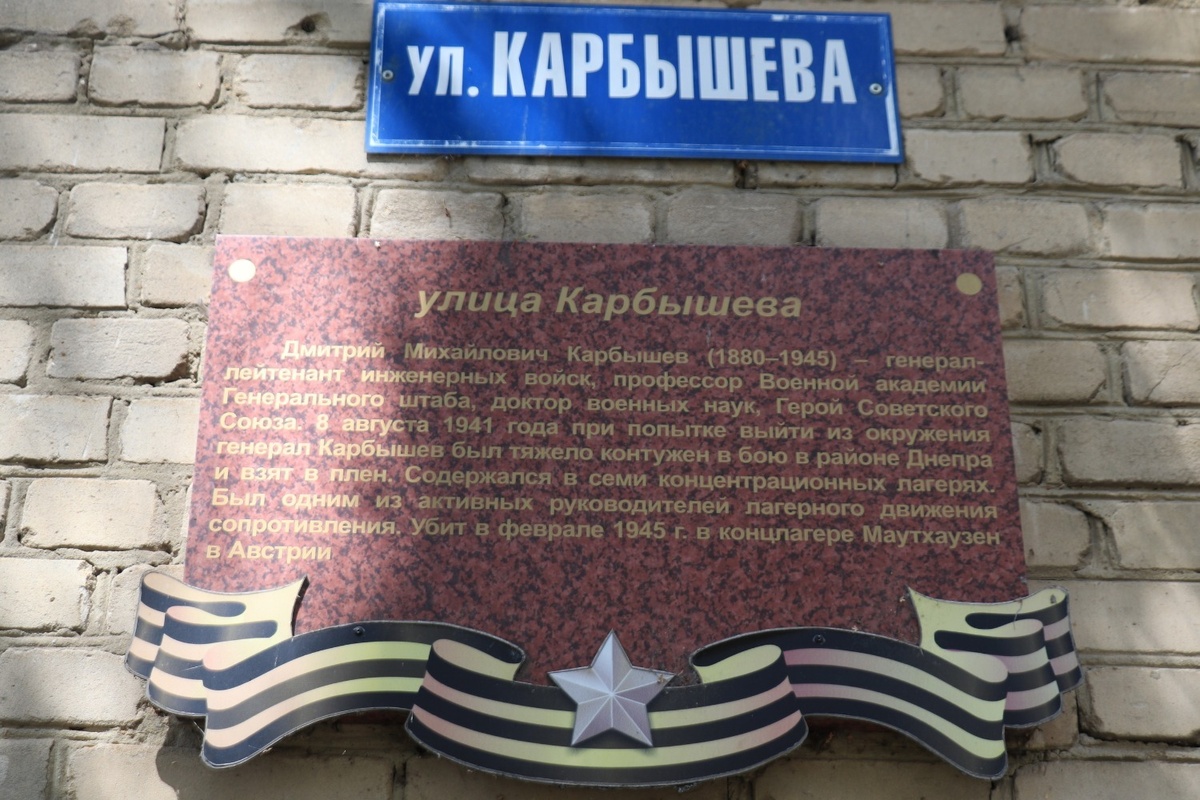 ул. КАРБЫШЕВА
улица Карбышева
Дмитрий Михайлович Карбышев (1880–1945) – генерал-
лейтенант инженерных войск, профессор Военной академии
Генерального штаба, доктор военных наук, Герой Советского
Союза. 8 августа 1941 года при попытке выйти из окружения
генерал Карбышев был тяжело контужен в бою в районе Днепра
и взят в плен. Содержался в семи концентрационных лагерях.
Был одним из активных руководителей лагерного движения
сопротивления. Убит в феврале 1945 г. в концлагере Маутхаузен
в Австрии